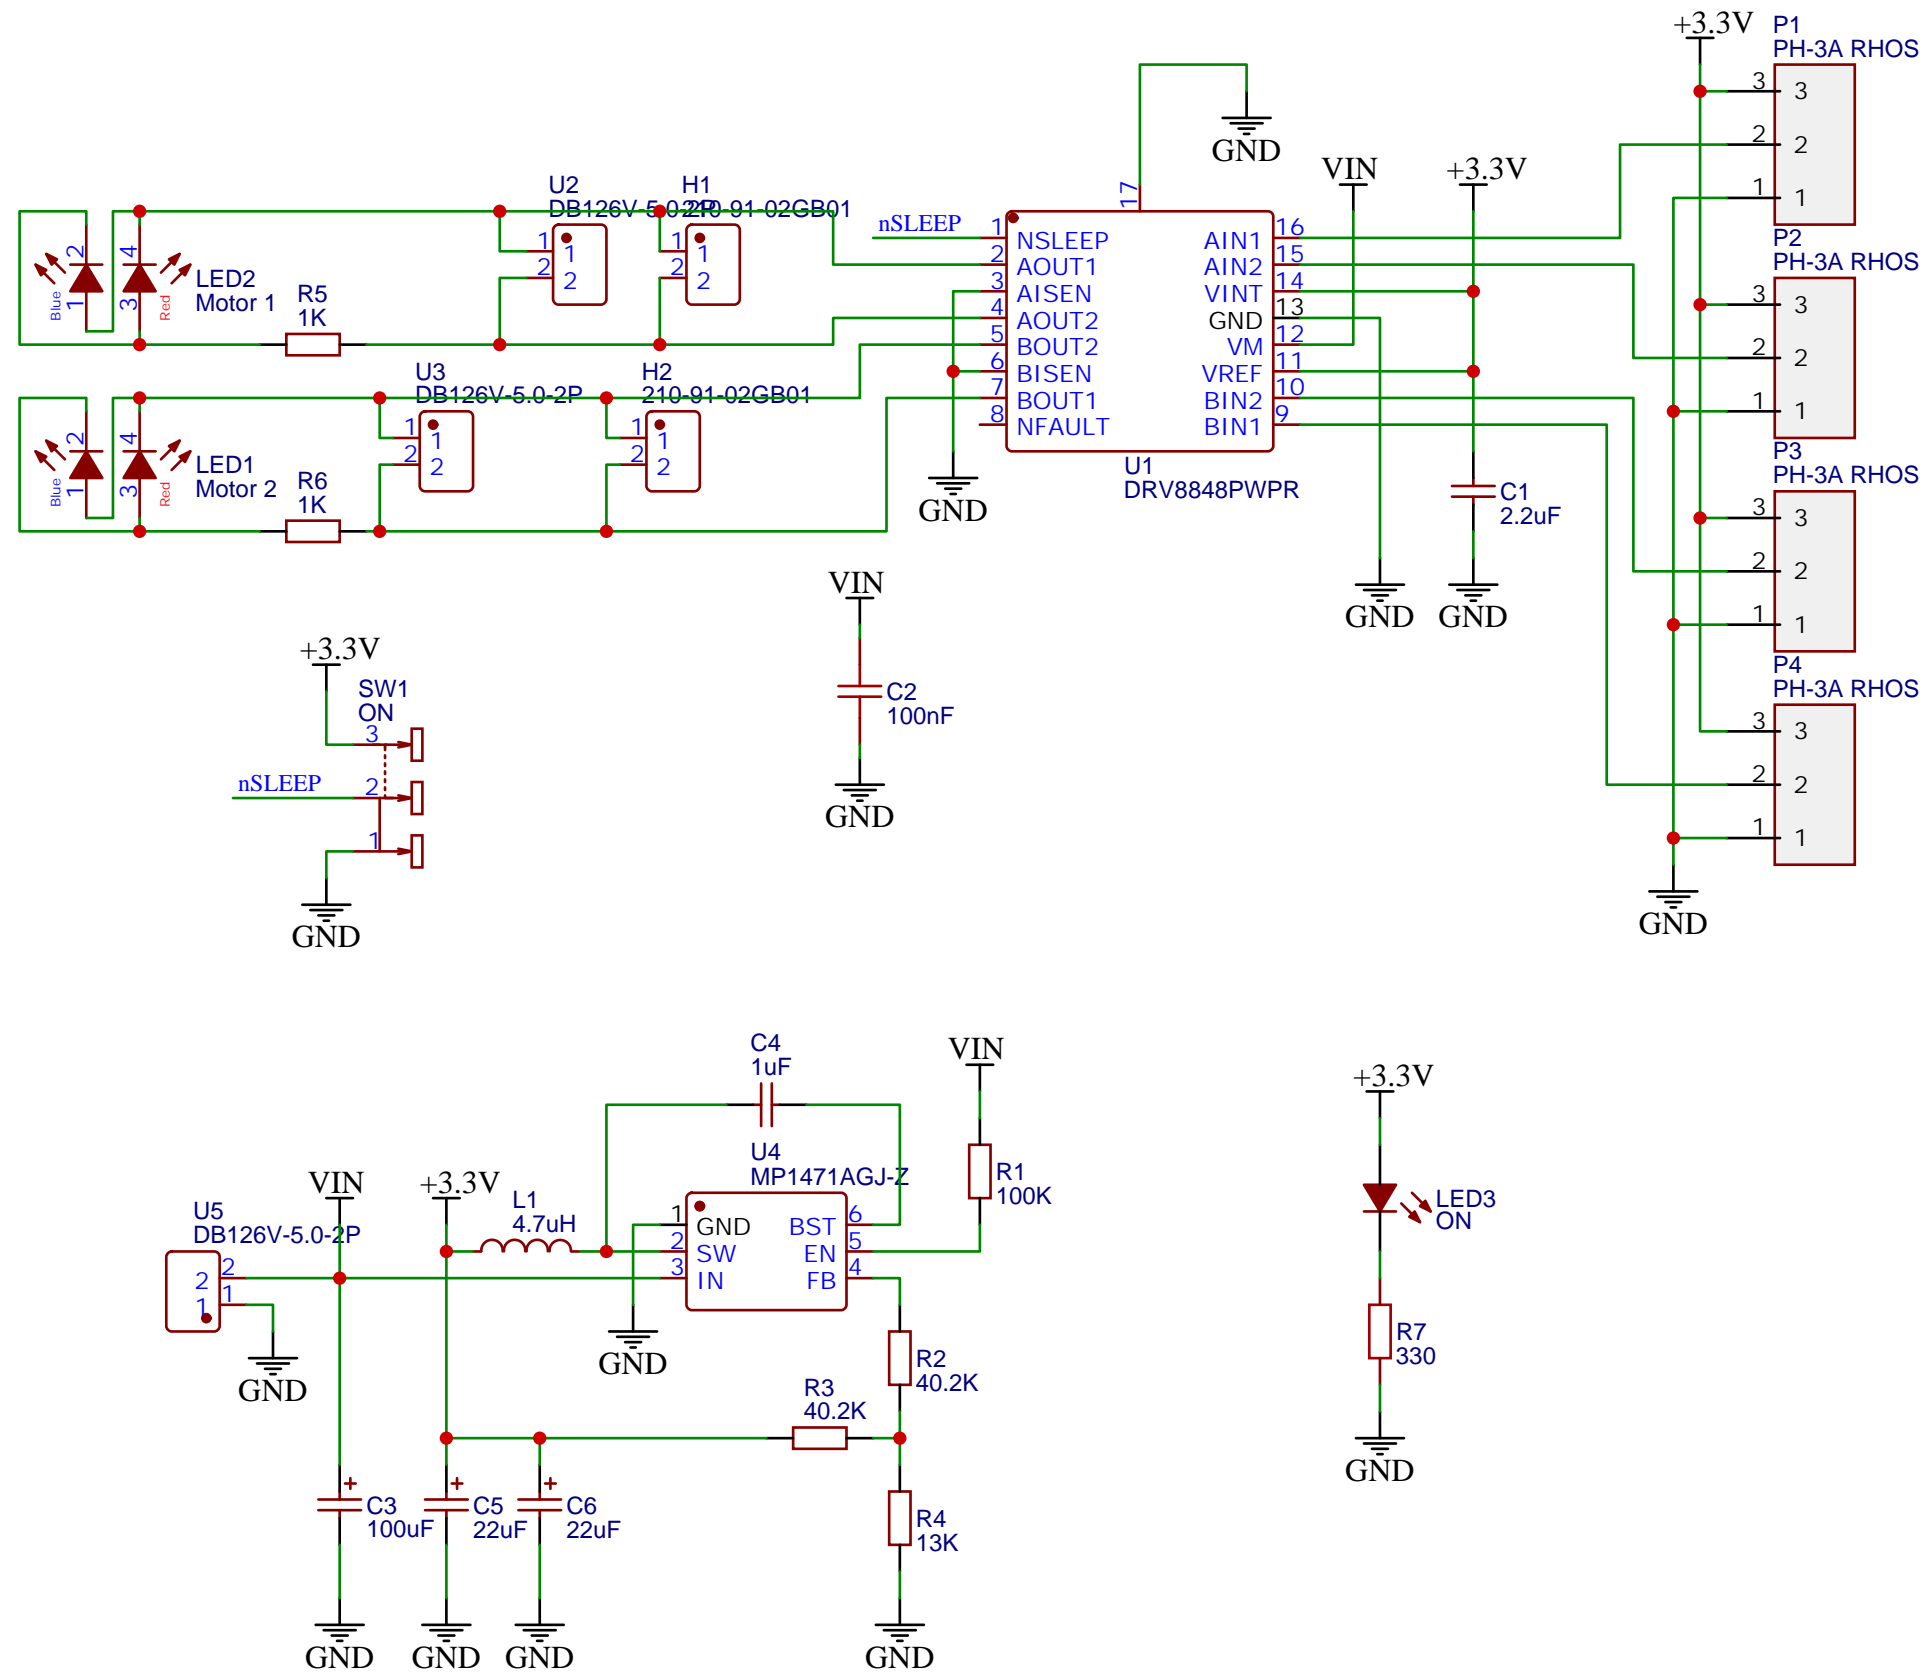 +3.3V
P1
PH-3A RHOS
3 3
2 2
1 1
P2
PH-3A RHOS
3 3
2 2
1 1
P3
PH-3A RHOS
3 3
2 2
1 1
P4
PH-3A RHOS
3 3
2 2
1 1
GND
GND
VIN
+3.3V
17
nSLEEP
1 NSLEEP AIN1 16
2 AOUT1 AIN2 15
3 AISEN VINT 14
4 AOUT2 GND 13
5 BOUT2 VM 12
6 BISEN VREF 11
7 BOUT1 BIN2 10
8 NFAULT BIN1 9
U1
DRV8848PWPR
GND
C1
2.2uF
GND
GND
U2
DB126V-5.0-2P
1 1
2 2
H1
210-91-02GB01
1 1
2 2
2 4
1 3
Blue
Red
LED2
Motor 1
R5
1K
U3
DB126V-5.0-2P
1 1
2 2
H2
210-91-02GB01
1 1
2 2
2 4
1 3
Blue
Red
LED1
Motor 2
R6
1K
VIN
C2
100nF
GND
+3.3V
SW1
ON
3
nSLEEP
2
1
GND
C4
1uF
VIN
U4
MP1471AGJ-Z
R1
100K
1 GND BST 6
2 SW EN 5
3 IN FB 4
GND
VIN
+3.3V
L1
4.7uH
U5
DB126V-5.0-2P
2 2
1 1
GND
R2
40.2K
R3
40.2K
R4
13K
C3
100uF
C5
22uF
C6
22uF
+
+
+
GND
GND
GND
GND
+3.3V
LED3
ON
R7
330
GND